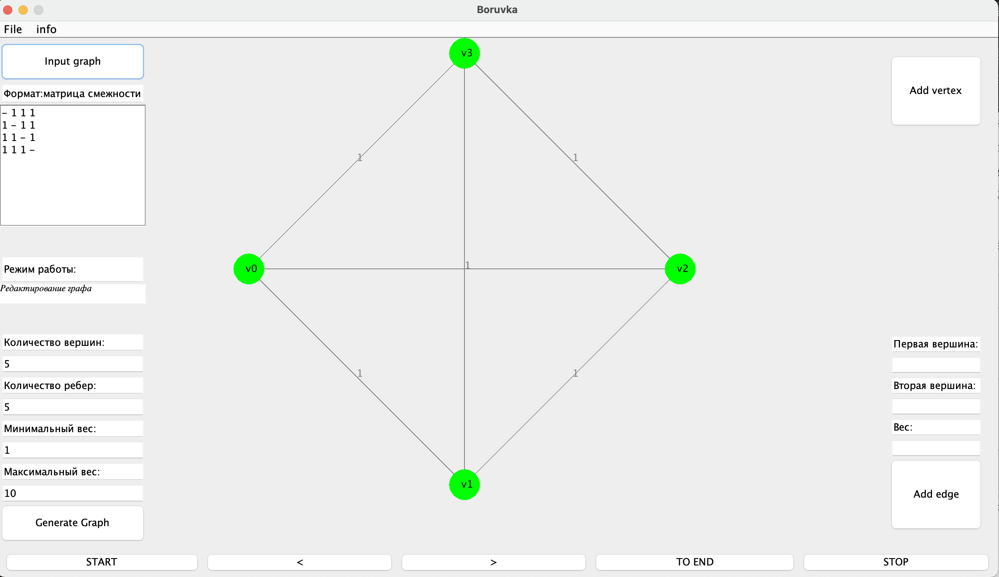 Boruvka
File info
Input graph
Формат:матрица смежности
- 1 1 1
1 - 1 1
1 1 - 1
1 1 1 -
Режим работы:
Редактирование графа
Количество вершин:
5
Количество ребер:
5
Минимальный вес:
1
Максимальный вес:
10
Generate Graph
v3
1
1
v0
1
v2
1
1
v1
Add vertex
Первая вершина:
Вторая вершина:
Вес:
Add edge
START
<
>
TO END
STOP